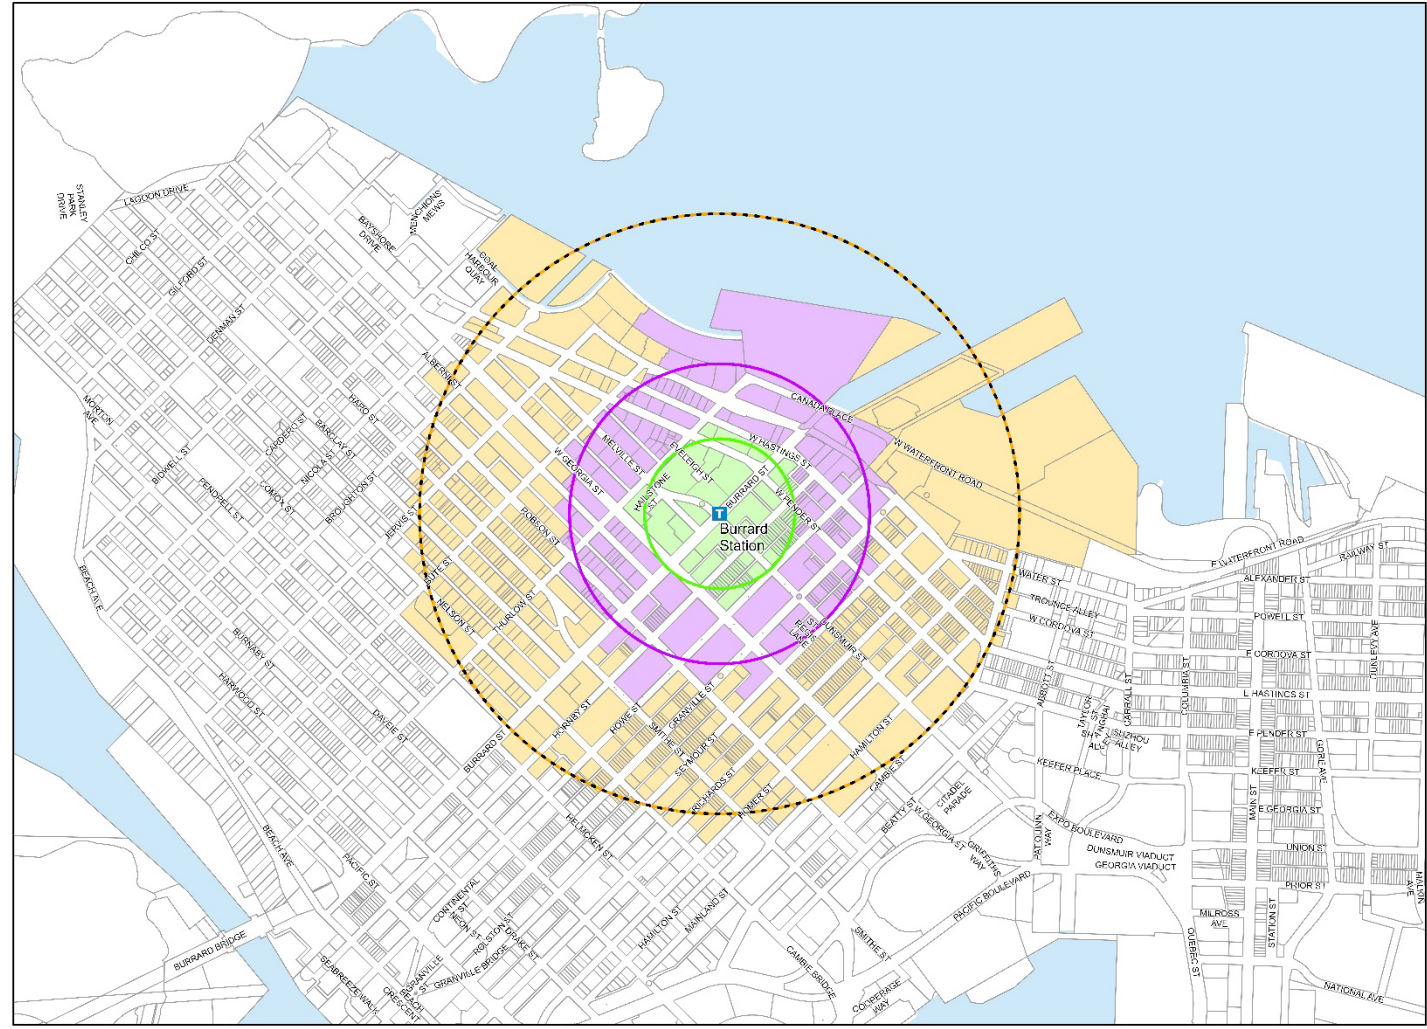 STANLEY
PARK
DRIVE
LAGOON DRIVE
CHILCO ST
GILFORD ST
DENMAN ST
BAYSHORE
DRIVE
MENCHIONS
MEWS
COAL
HARBOUR
QUAY
ALBERNI ST
HARO ST
MORTON
AVE
BIDWELL ST
CARDERO ST
BARCLAY ST
NICOLA ST
COMOX ST
PENDRELL ST
BROUGHTON ST
JERVIS ST
BUTE ST
NELSON ST
THURLOW ST
ROBSON ST
W GEORGIA ST
MELVILLE ST
EVELEIGH ST
HAILSTONE
ST
BURRARD ST
W HASTINGS ST
W PENDER ST
CANADA PLACE
W WATERFRONT ROAD
T
Burrard
Station
DUNSMUIR ST
BEACH AVE
BURNABY ST
HARWOOD ST
DAVIE ST
BURRARD ST
HORNBY ST
HOWE ST
SMITHE ST
GRANVILLE ST
SEYMOUR ST
RICHARDS ST
HOMER ST
HAMILTON ST
CAMBIE ST
BEATTY ST
CITADEL
PARADE
W GEORGIA ST
GRIFFITHS
WAY
HELMCKEN ST
BEACH AVE
PACIFIC ST
CONTINENTAL
ST
NEON ST
ROLSTON ST
DRAKE ST
GRANVILLE BRIDGE
GRANVILLE
ST
BEACH
CRESCENT
SEABREEZE WALK
BURRARD BRIDGE
HAMILTON ST
MAINLAND ST
CAMBIE BRIDGE
SMITHE ST
COOPERAGE
WAY
PACIFIC BOULEVARD
PAT QUINN
WAY
EXPO BOULEVARD
DUNSMUIR VIADUCT
GEORGIA VIADUCT
WATER ST
TROUNCE ALLEY
W CORDOVA ST
ABBOTT ST
CARRALL ST
COLUMBIA ST
TAYLOR
ST
SHANGHAI
ALLEY
SUZHOU
ALLEY
KEEFER PLACE
E WATERFRONT ROAD
RAILWAY ST
ALEXANDER ST
POWELL ST
E CORDOVA ST
DUNLEVY AVE
E HASTINGS ST
E PENDER ST
GORE AVE
KEEFER ST
MAIN ST
E GEORGIA ST
UNION ST
PRIOR ST
MALKIN
AVE
MILROSS
AVE
STATION ST
QUEBEC ST
NATIONAL AVE